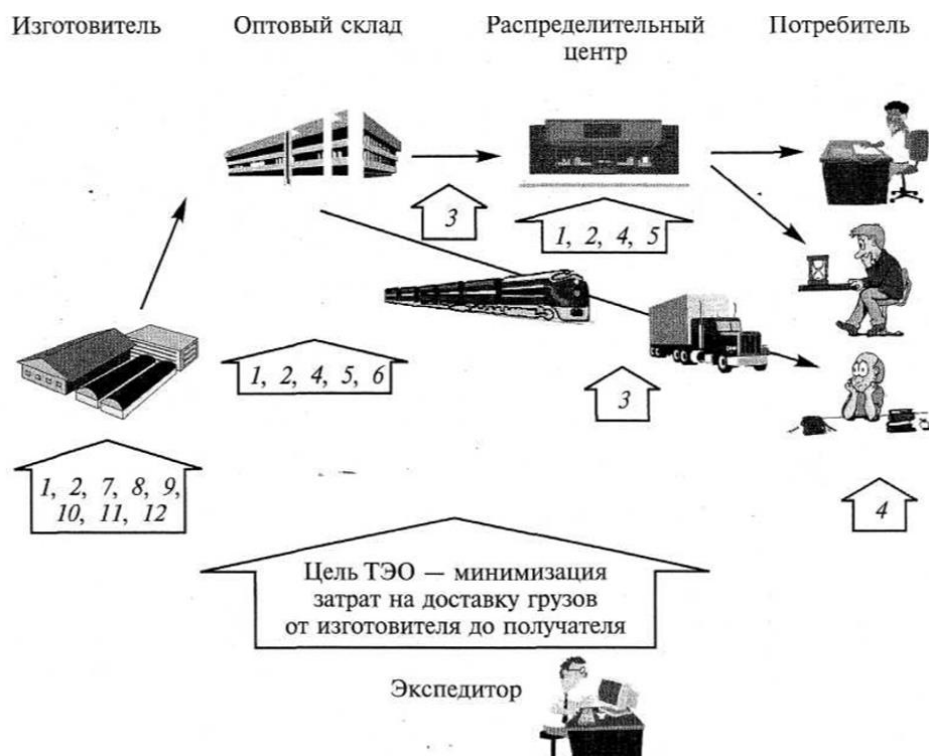 Изготовитель
Оптовый склад
Распределительный
центр
Потребитель
3
1, 2, 4, 5
1, 2, 4, 5, 6
3
1, 2, 7, 8, 9,
10, 11, 12
4
Цель ТЭО — минимизация
затрат на доставку грузов
от изготовителя до получателя
Экспедитор